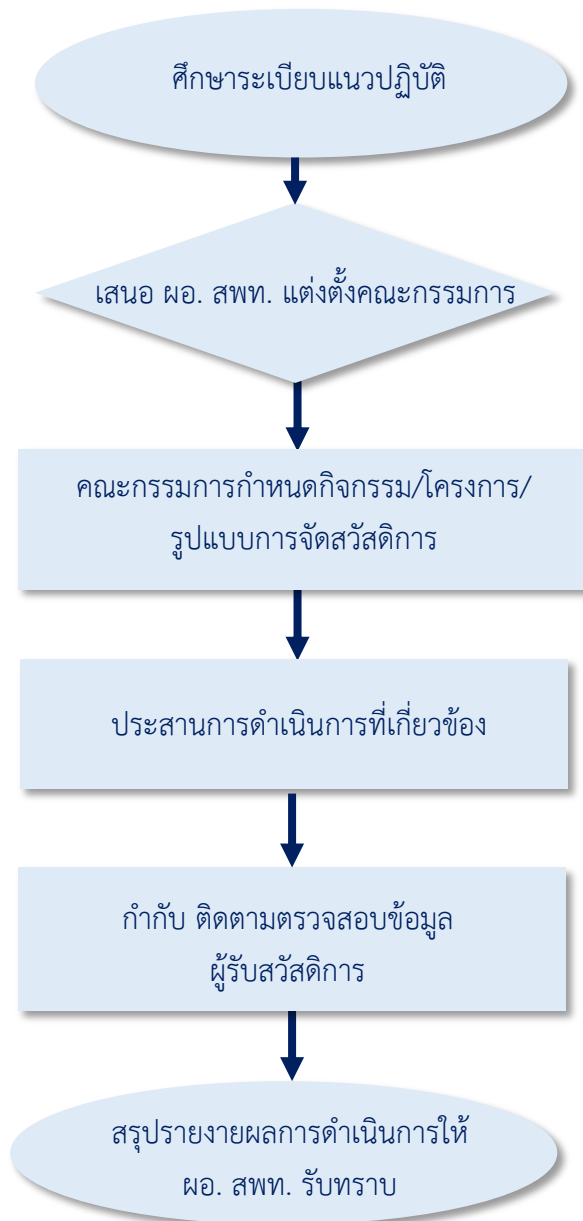 ศึกษาระเบียบแนวปฏิบัติ
เสนอ ผอ. สพท. แต่งตั้งคณะกรรมการ
คณะกรรมการกำหนดกิจกรรม/โครงการ/
รูปแบบการจัดสวัสดิการ
ประสานการดำเนินการที่เกี่ยวข้อง
กำกับ ติดตามตรวจสอบข้อมูล
ผู้รับสวัสดิการ
สรุปรายงายผลการดำเนินการให้
ผอ. สพท. รับทราบ